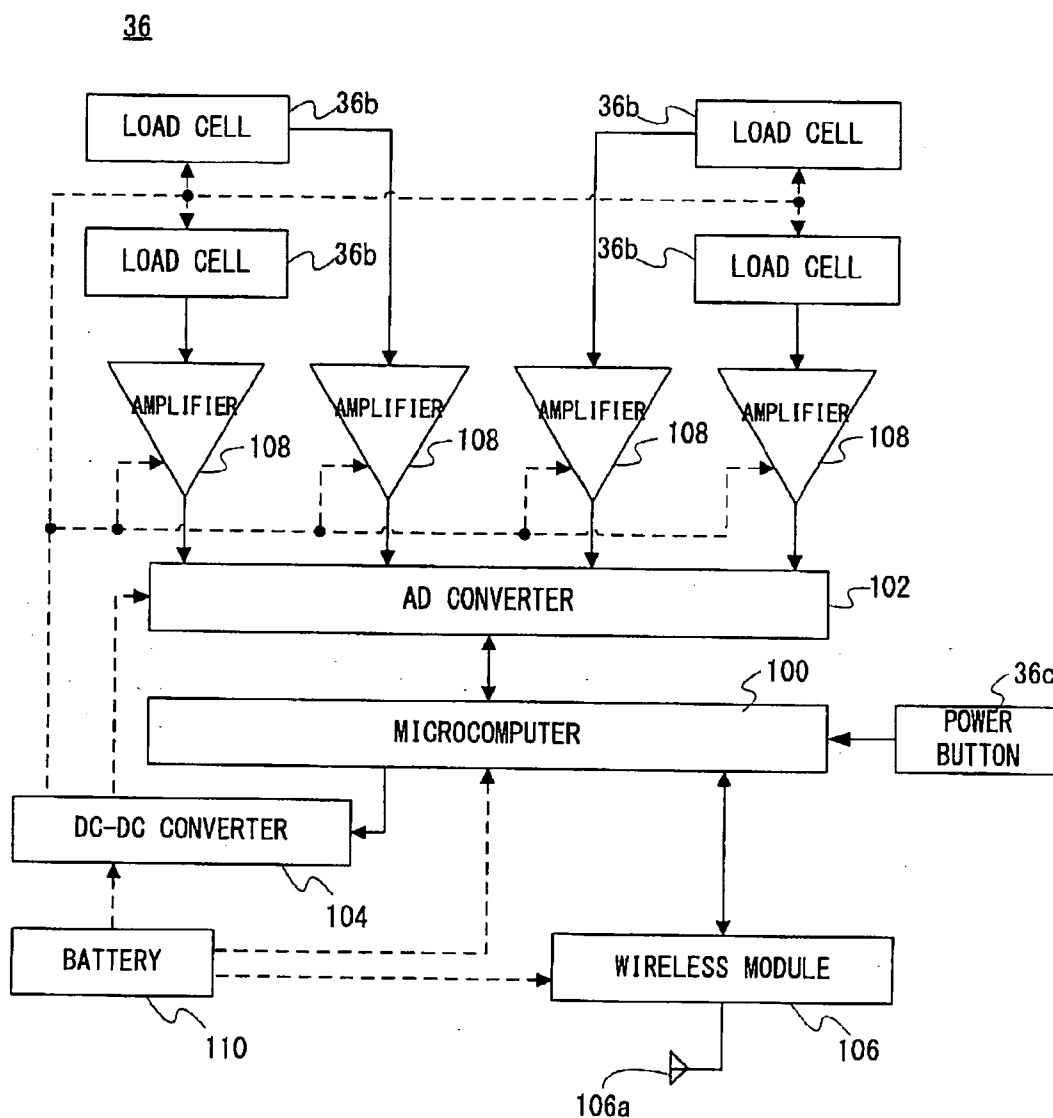 36
36b
36b
LOAD CELL
LOAD CELL
LOAD CELL
36b
36b
LOAD CELL
AMPLIFIER
AMPLIFIER
AMPLIFIER
AMPLIFIER
108
108
108
108
AD CONVERTER
102
100
36c
MICROCOMPUTER
POWER
BUTTON
DC-DC CONVERTER
104
BATTERY
WIRELESS MODULE
110
106
106a